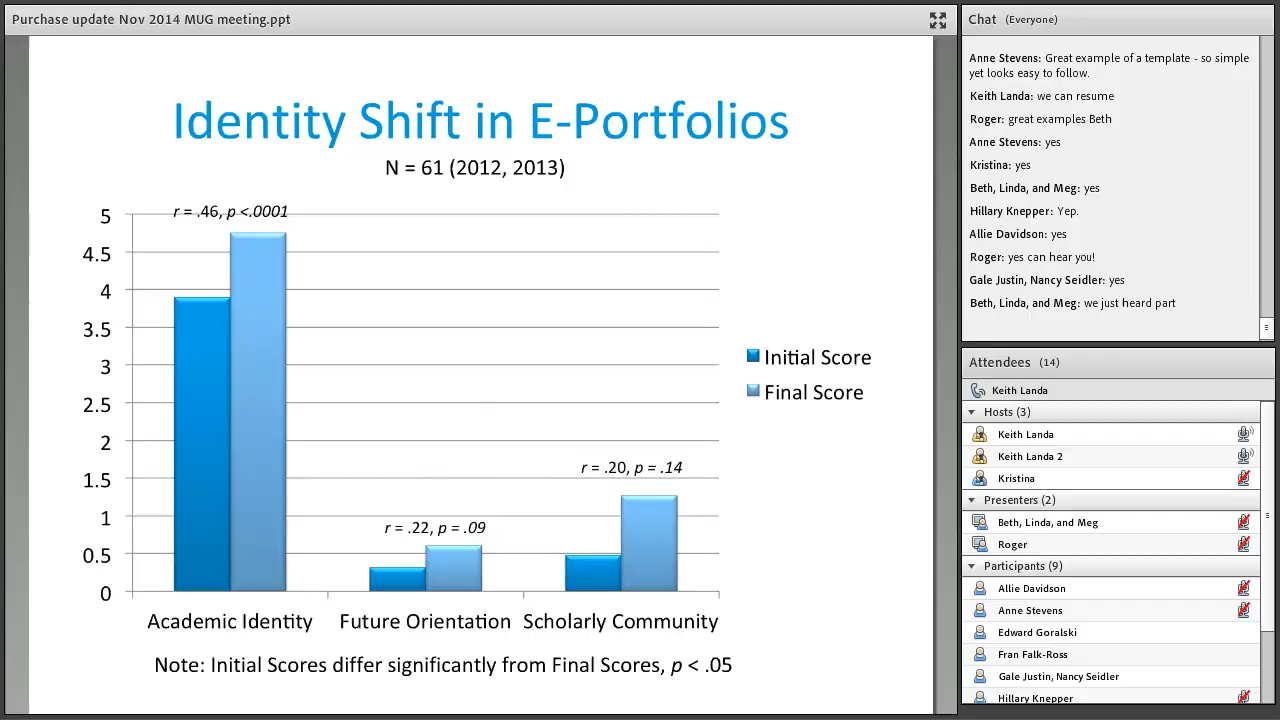 Purchase update Nov 2014 MUG meeting.ppt
Identity Shift in E-Portfolios
N = 61 (2012, 2013)
r = .46, p <.0001
5
4.5
4
3.5
3
2.5
2
1.5
1
0.5
0
r = .22, p = .09
r = .20, p = .14
Initial Score
Final Score
Academic Identity
Future Orientation
Scholarly Community
Note: Initial Scores differ significantly from Final Scores, p < .05
Chat (Everyone)
Anne Stevens: Great example of a template - so simple
yet looks easy to follow.
Keith Landa: we can resume
Roger: great examples Beth
Anne Stevens: yes
Kristina: yes
Beth, Linda, and Meg: yes
Hillary Knepper: Yep.
Allie Davidson: yes
Roger: yes can hear you!
Gale Justin, Nancy Seidler: yes
Beth, Linda, and Meg: we just heard part
Attendees (14)
Keith Landa
Hosts (3)
Keith Landa
Keith Landa 2
Kristina
Presenters (2)
Beth, Linda, and Meg
Roger
Participants (9)
Allie Davidson
Anne Stevens
Edward Goralski
Fran Falk-Ross
Gale Justin, Nancy Seidler
Hillary Knepper